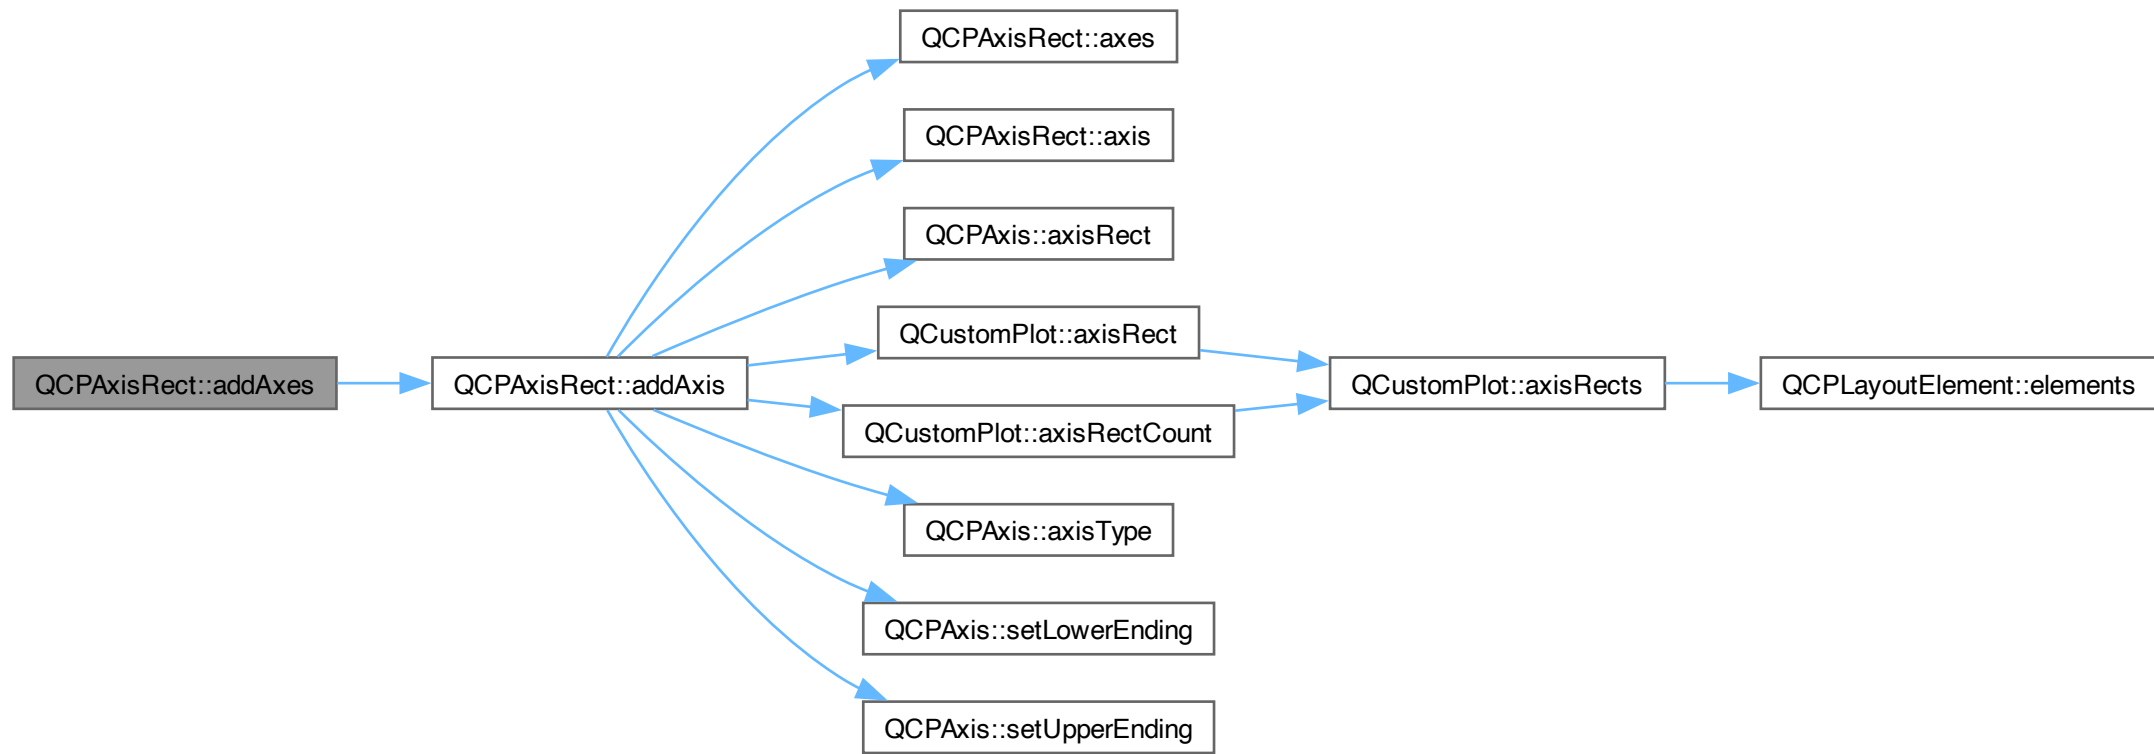 QCPAxisRect::addAxes
QCPAxisRect::addAxis
QCPAxisRect::axes
QCPAxisRect::axis
QCPAxis::axisRect
QCustomPlot::axisRect
QCustomPlot::axisRectCount
QCPAxis::axisType
QCPAxis::setLowerEnding
QCPAxis::setUpperEnding
QCustomPlot::axisRects
QCPLayoutElement::elements